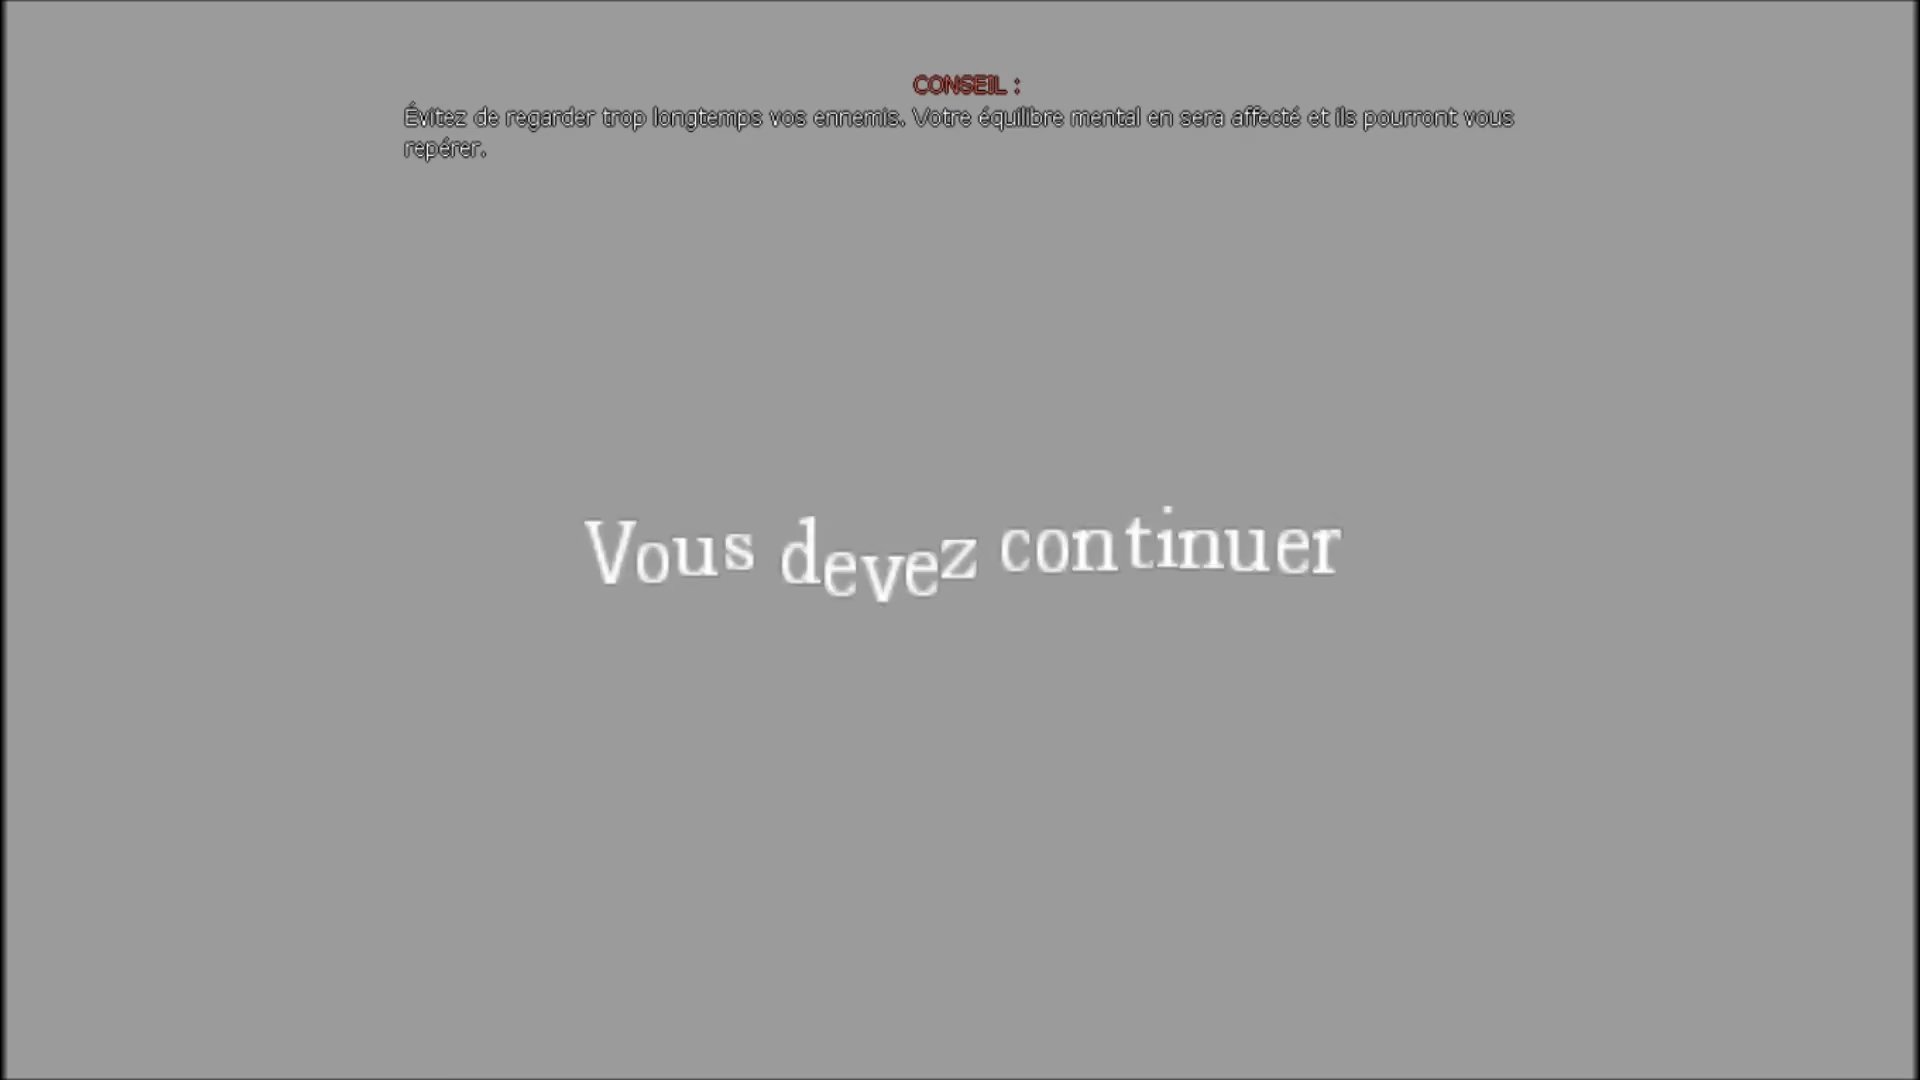 CONSEIL :
Évitez de regarder trop longtemps vos ennemis. Votre équilibre mental en sera affecté et ils pourront vous
repérer.
Vous devez continuer